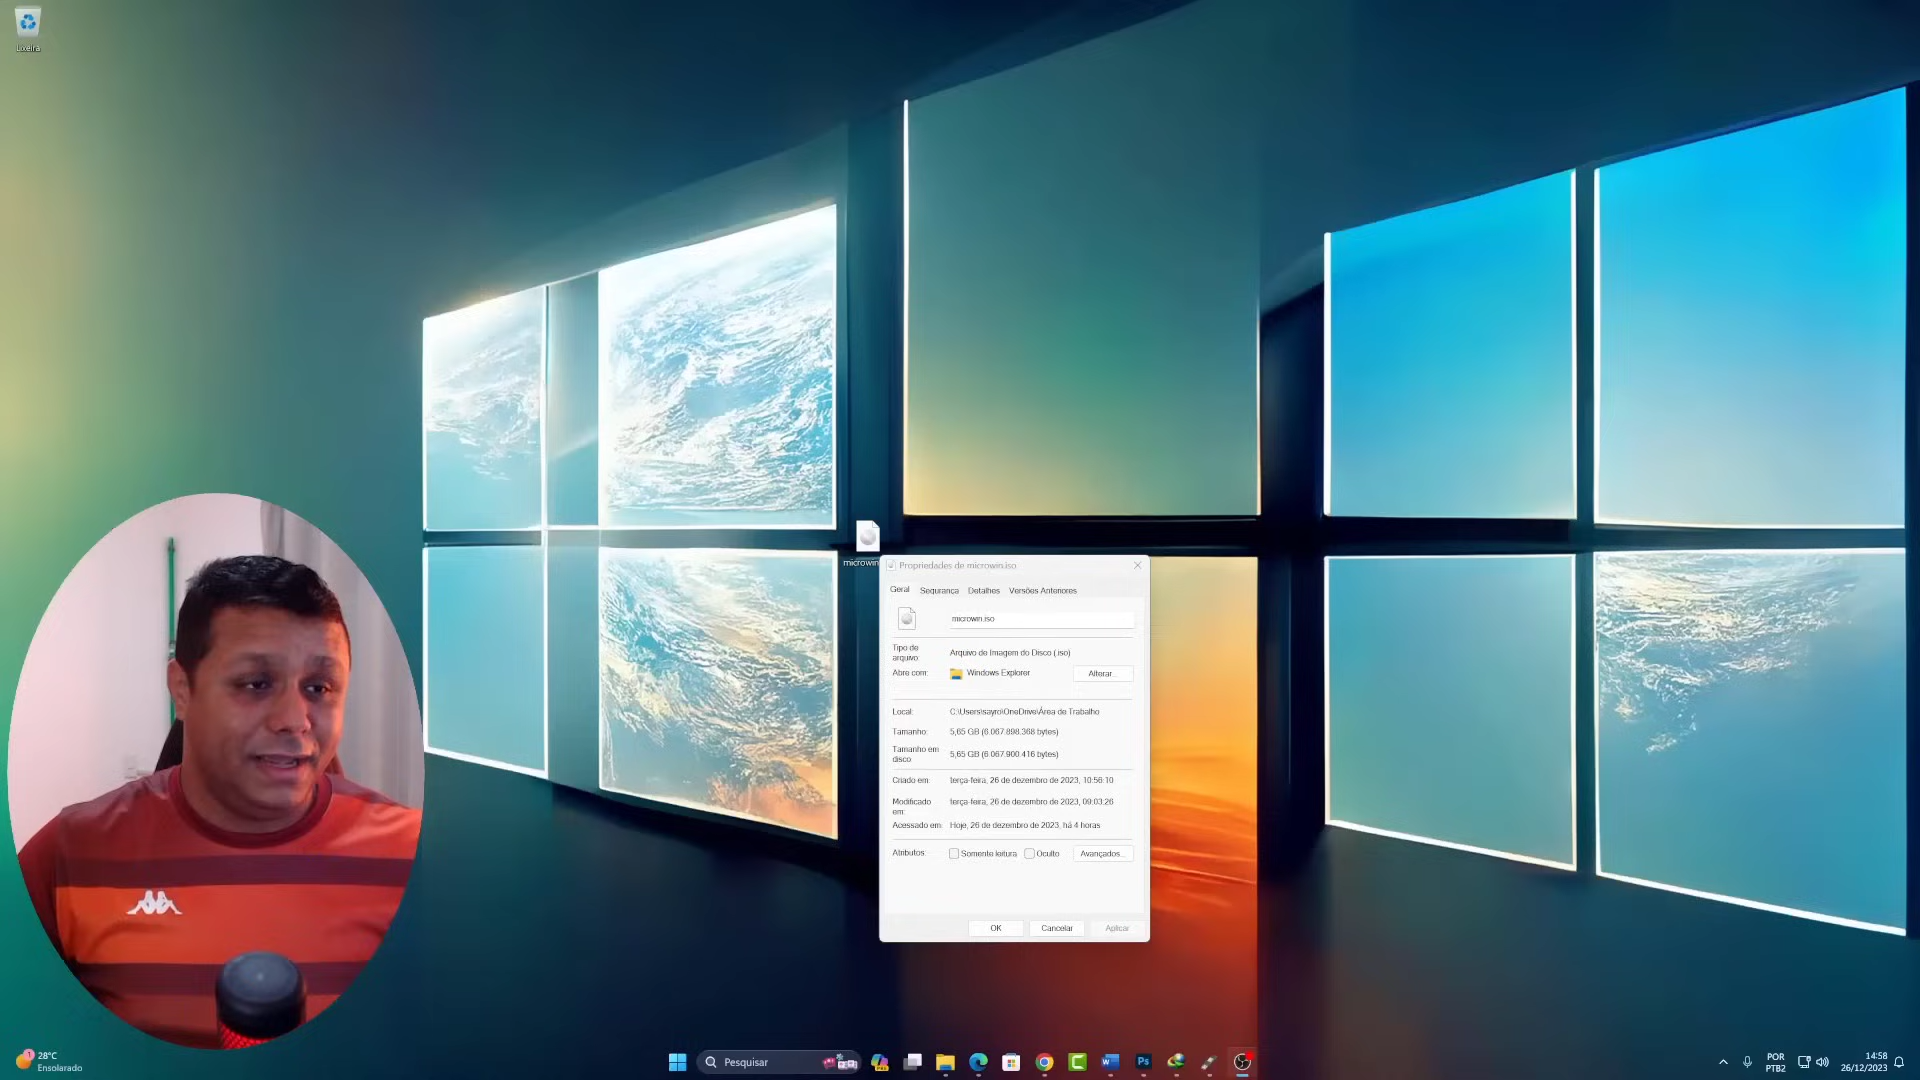 Lixeira
microwin
Propriedades de microwin.iso
Geral Segurança Detalhes Versões Anteriores
microwin.iso
Tipo de
arquivo:
Arquivo de Imagem do Disco (.iso)
Abre com:
Windows Explorer
Alterar...
Local:
C:\Users\sayro\OneDrive\Área de Trabalho
Tamanho:
5,65 GB (6.067.898.368 bytes)
Tamanho em
disco
5,65 GB (6.067.900.416 bytes)
Criado em:
terça-feira, 26 de dezembro de 2023, 10:56:10
Modificado
em:
terça-feira, 26 de dezembro de 2023, 09:03:26
Acessado em:
Hoje, 26 de dezembro de 2023, há 4 horas
Atributos:
Somente leitura
Oculto
Avançados...
OK
Cancelar
Aplicar
1
28°C
Ensolarado
Pesquisar
PRE
W
Ps
POR
PTB2
14:58
26/12/2023